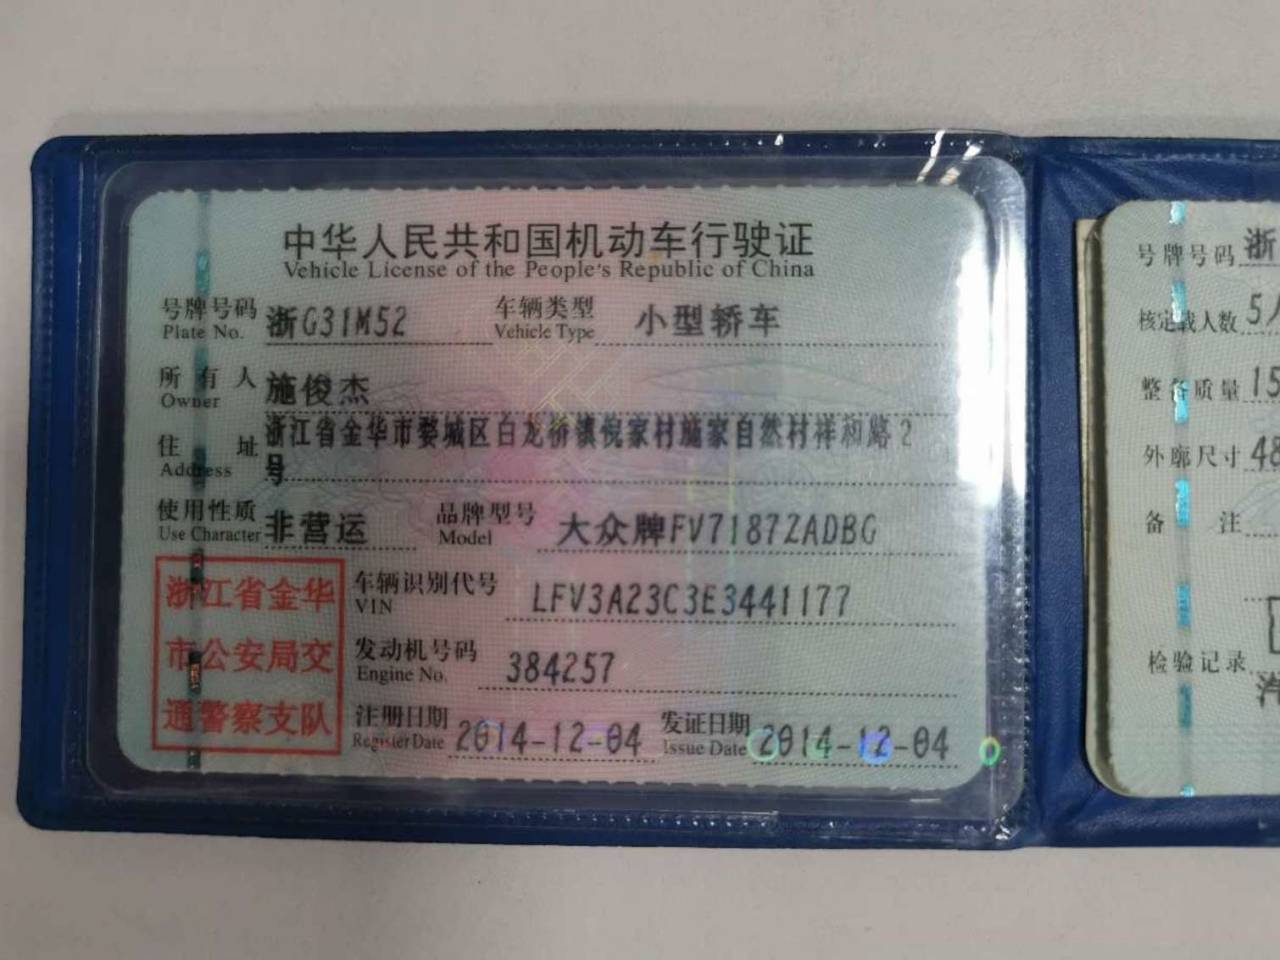 中华人民共和国机动车行驶证
Vehicle License of the People's Republic of China
号牌号码 浙G31M52 车辆类型 小型轿车
Plate No. Vehicle Type
所有人 施俊杰
Owner
住址 浙江省金华市婺城区白龙桥镇倪家村施家自然村祥和路2
Address 号
使用性质 非营运 品牌型号 大众牌FV7187ZADBG
Use Character Model
浙江省金华
市公安局交
通警察支队
车辆识别代号 LFV3A23C3E3441177
VIN
发动机号码 384257
Engine No.
注册日期 2014-12-04 发证日期 2014-12-04
Register Date Issue Date
号牌号码 浙
核定载人数 5
整备质量 15
外廓尺寸 48
备注
检验记录